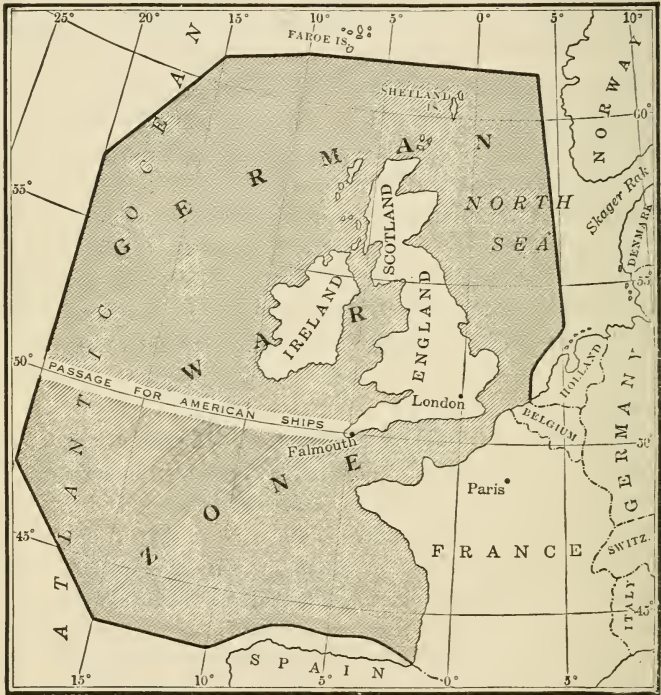 25° 20° 15° 10° 5° 0° 5° 10°
FAROE IS.
SHETLAND
IS.
NORWAY
60°
55°
ATLANTIC OCEAN
GERMAN
WAR
ZONE
NORTH
SEA
Skager Rak
DENMARK
SCOTLAND
55°
IRELAND
ENGLAND
HOLLAND
50°
PASSAGE FOR AMERICAN SHIPS
London
Falmouth
BELGIUM
50°
GERMANY
Paris
45°
FRANCE
SWITZ.
45°
ITALY
SPAIN
15° 10° 5° 0° 5°